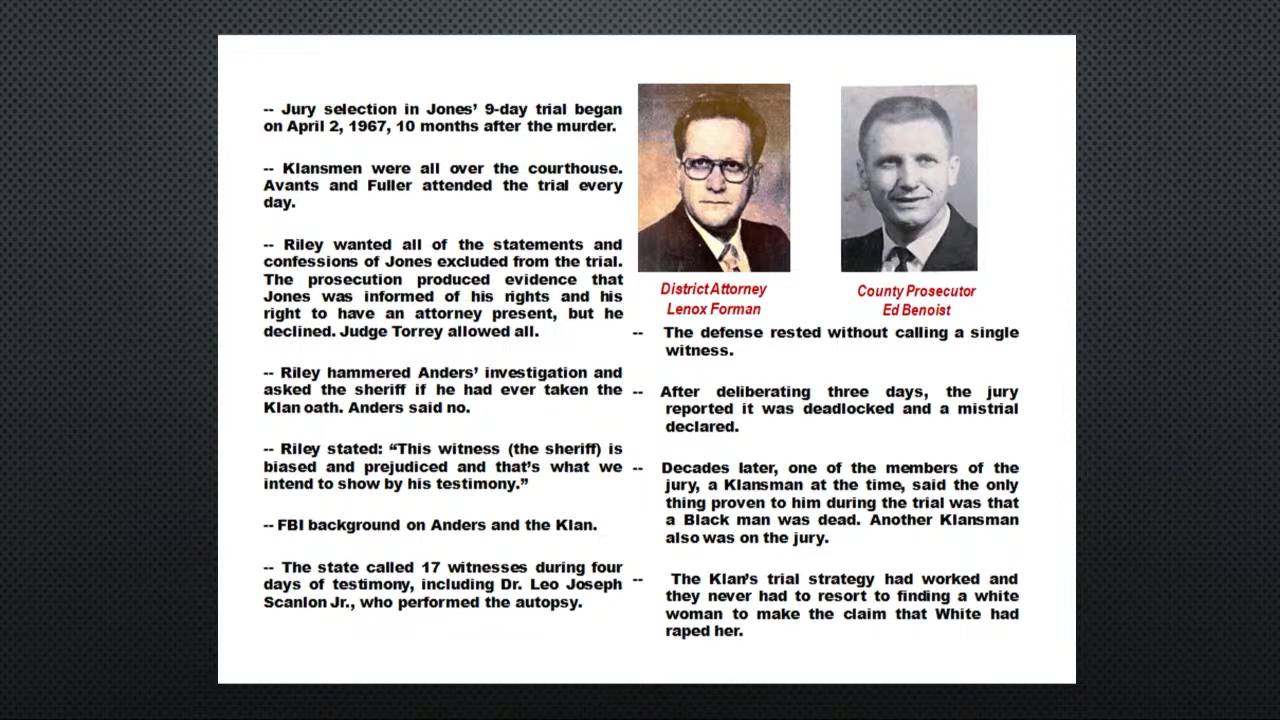 -- Jury selection in Jones’ 9-day trial began
on April 2, 1967, 10 months after the murder.
-- Klansmen were all over the courthouse.
Avants and Fuller attended the trial every
day.
-- Riley wanted all of the statements and
confessions of Jones excluded from the trial.
The prosecution produced evidence that
Jones was informed of his rights and his
right to have an attorney present, but he
declined. Judge Torrey allowed all.
-- Riley hammered Anders’ investigation and
asked the sheriff if he had ever taken the
Klan oath. Anders said no.
-- Riley stated: “This witness (the sheriff) is
biased and prejudiced and that’s what we
intend to show by his testimony.”
-- FBI background on Anders and the Klan.
-- The state called 17 witnesses during four
days of testimony, including Dr. Leo Joseph
Scanlon Jr., who performed the autopsy.
District Attorney
Lenox Forman
County Prosecutor
Ed Benoist
-- The defense rested without calling a single
witness.
-- After deliberating three days, the jury
reported it was deadlocked and a mistrial
declared.
-- Decades later, one of the members of the
jury, a Klansman at the time, said the only
thing proven to him during the trial was that
a Black man was dead. Another Klansman
also was on the jury.
-- The Klan’s trial strategy had worked and
they never had to resort to finding a white
woman to make the claim that White had
raped her.